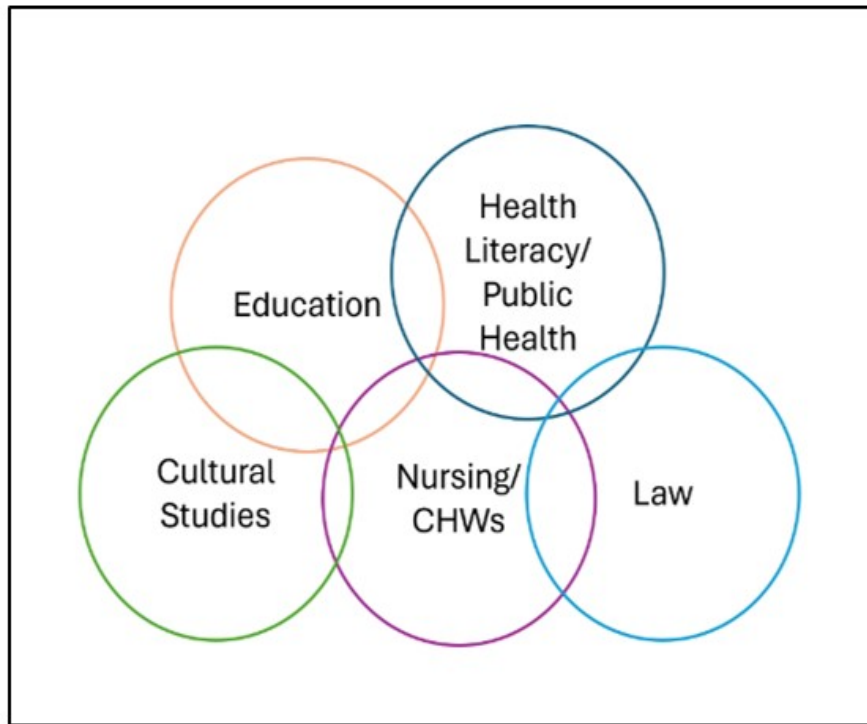 Health
Literacy/
Public
Health
Education
Cultural
Studies
Nursing/
CHWs
Law